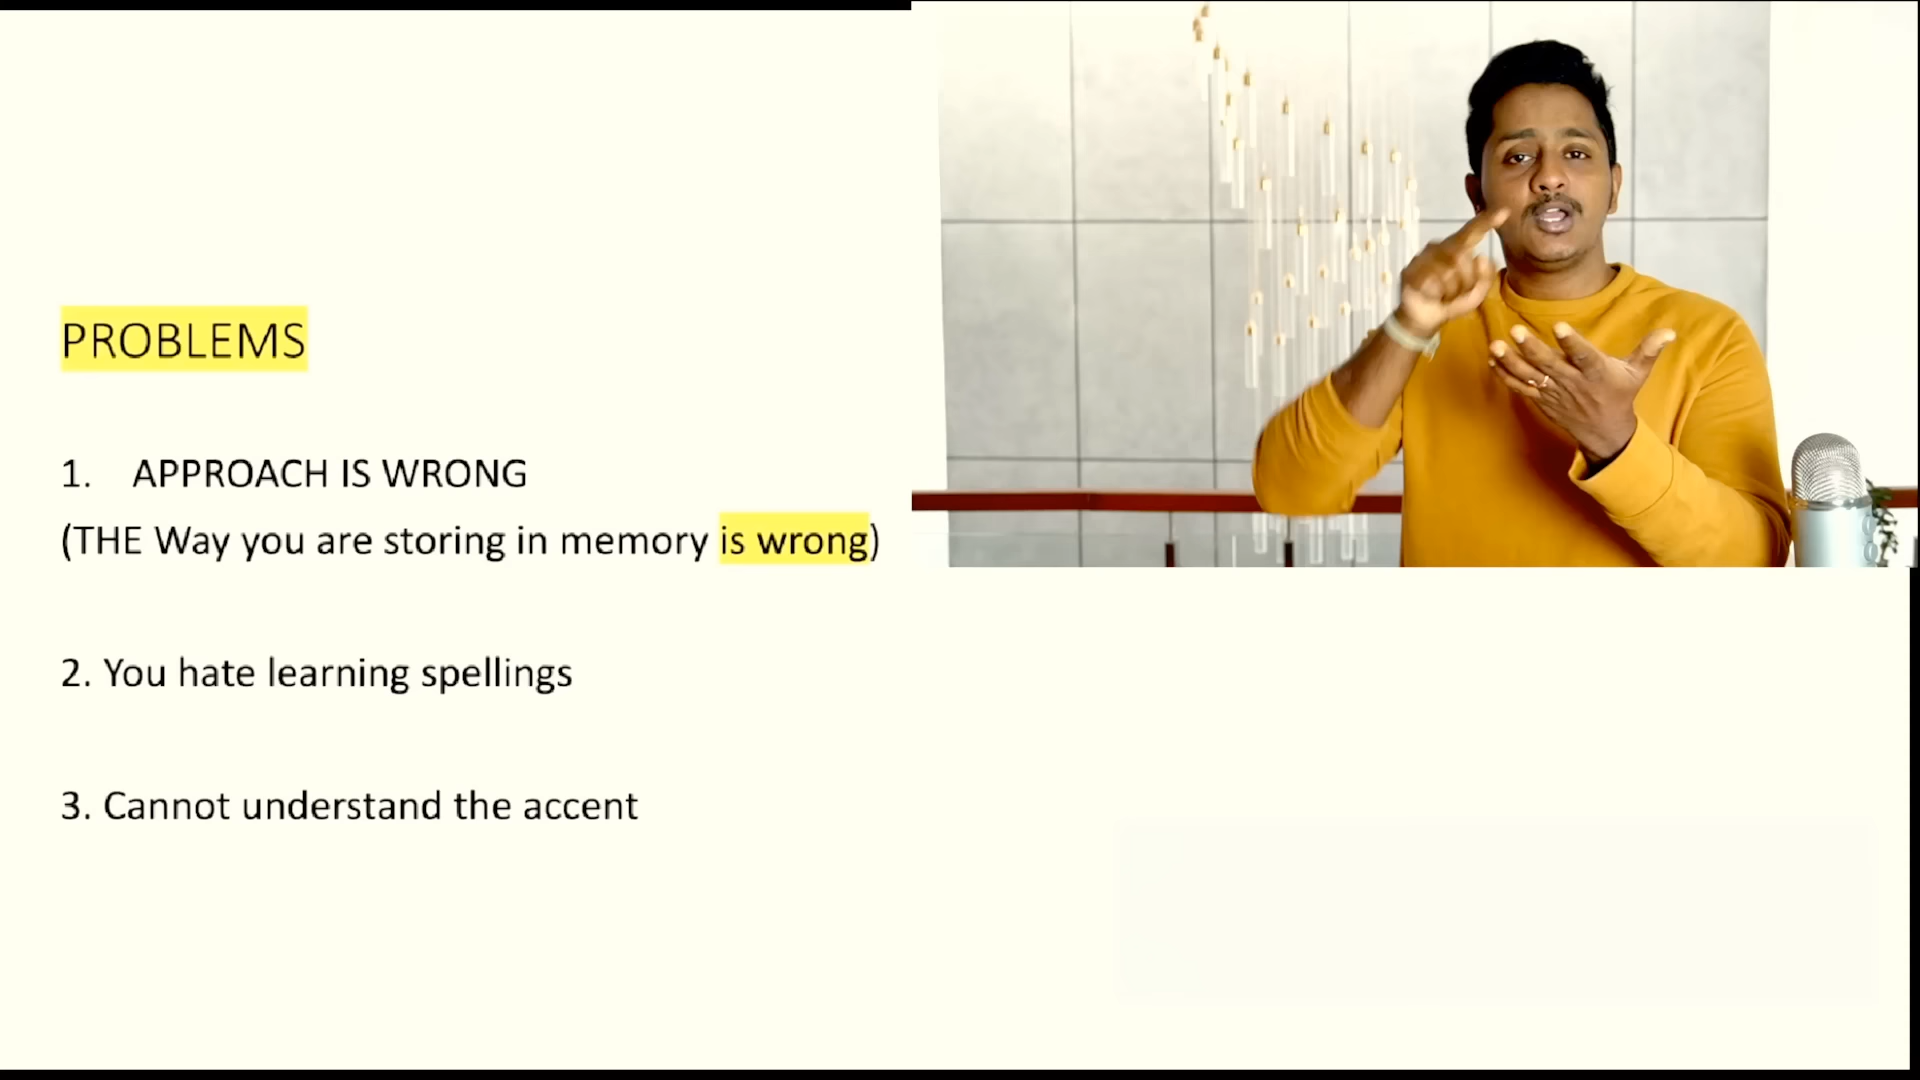 PROBLEMS
1. APPROACH IS WRONG
(THE Way you are storing in memory is wrong)
2. You hate learning spellings
3. Cannot understand the accent